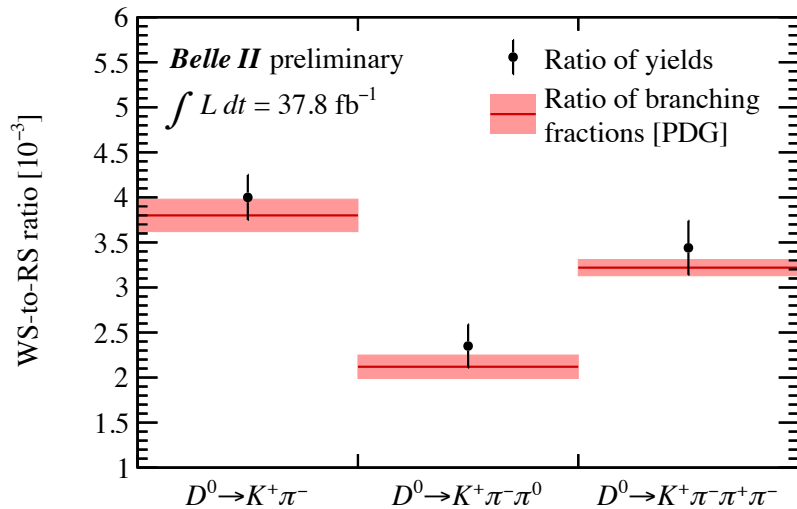 Belle II preliminary
∫ L dt = 37.8 fb⁻¹
Ratio of yields
Ratio of branching
fractions [PDG]
WS-to-RS ratio [10⁻³]
6
5.5
5
4.5
4
3.5
3
2.5
2
1.5
1
D⁰→K⁺π⁻
D⁰→K⁺π⁻π⁰
D⁰→K⁺π⁻π⁺π⁻